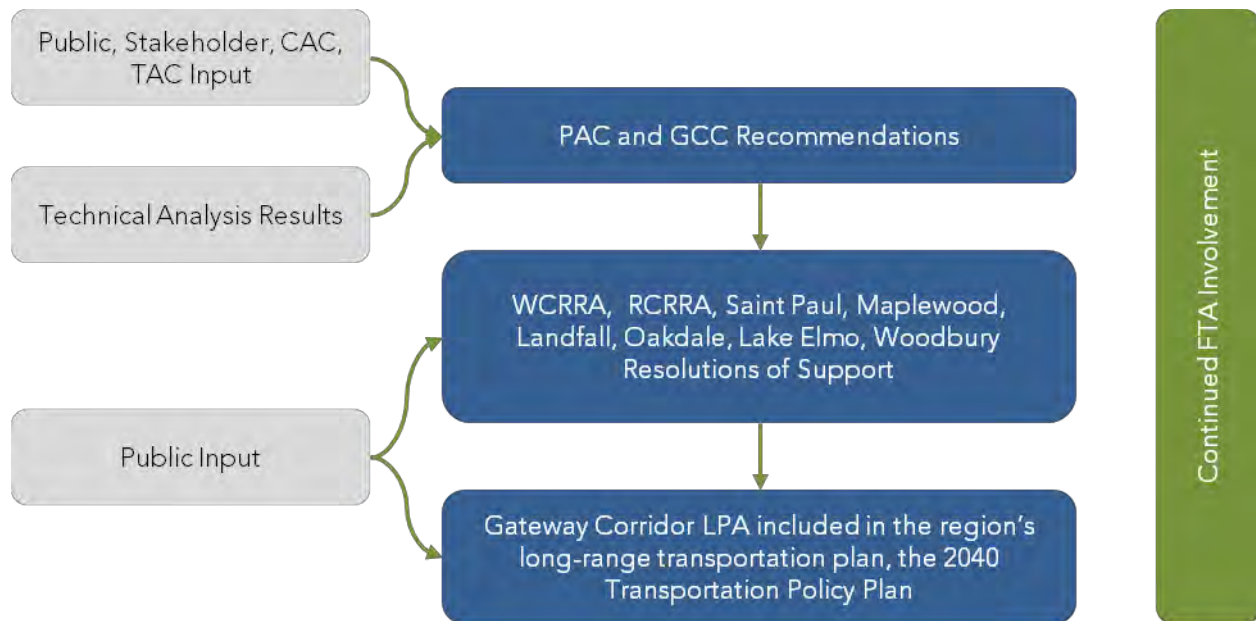 Public, Stakeholder, CAC,
TAC Input
PAC and GCC Recommendations
Technical Analysis Results
WCRRA, RCRRA, Saint Paul, Maplewood,
Landfall, Oakdale, Lake Elmo, Woodbury
Resolutions of Support
Public Input
Gateway Corridor LPA included in the region's
long-range transportation plan, the 2040
Transportation Policy Plan
Continued FTA Involvement